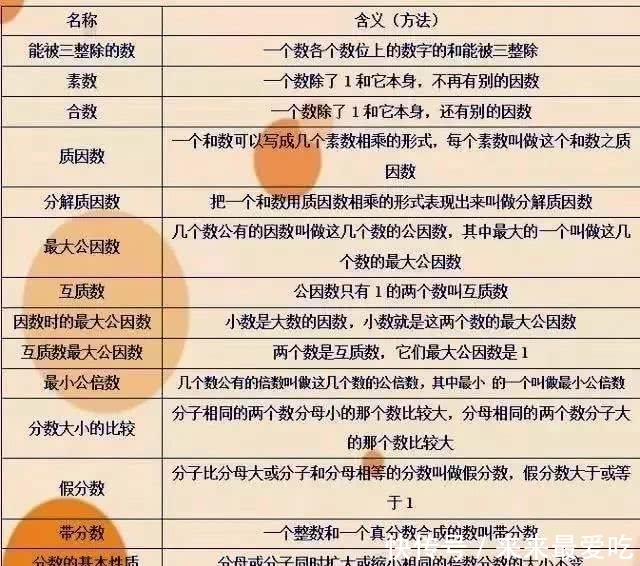 名称 含义（方法）
能被三整除的数 一个数各个数位上的数字的和能被三整除
素数 一个数除了1和它本身，不再有别的因数
合数 一个数除了1和它本身，还有别的因数
质因数 一个和数可以写成几个素数相乘的形式，每个素数叫做这个和数之质
因数
分解质因数 把一个和数用质因数相乘的形式表现出来叫做分解质因数
最大公因数 几个数公有的因数叫做这几个数的公因数，其中最大的一个叫做这几
个数的最大公因数
互质数 公因数只有1的两个数叫互质数
因数时的最大公因数 小数是大数的因数，小数就是这两个数的最大公因数
互质数最大公因数 两个数是互质数，它们最大公因数是1
最小公倍数 几个数公有的倍数叫做这几个数的公倍数，其中最小 的一个叫做最小公倍数
分数大小的比较 分子相同的两个数分母小的那个数比较大，分母相同的两个数分子大
的那个数比较大
假分数 分子比分母大或分子和分母相等的分数叫做假分数，假分数大于或等
于1
带分数 一个整数和一个真分数合成的数叫带分数
分数的基本性质 分母或分子同时扩大或缩小相同的倍数分数的大小不变
快传号 / 来来最爱吃